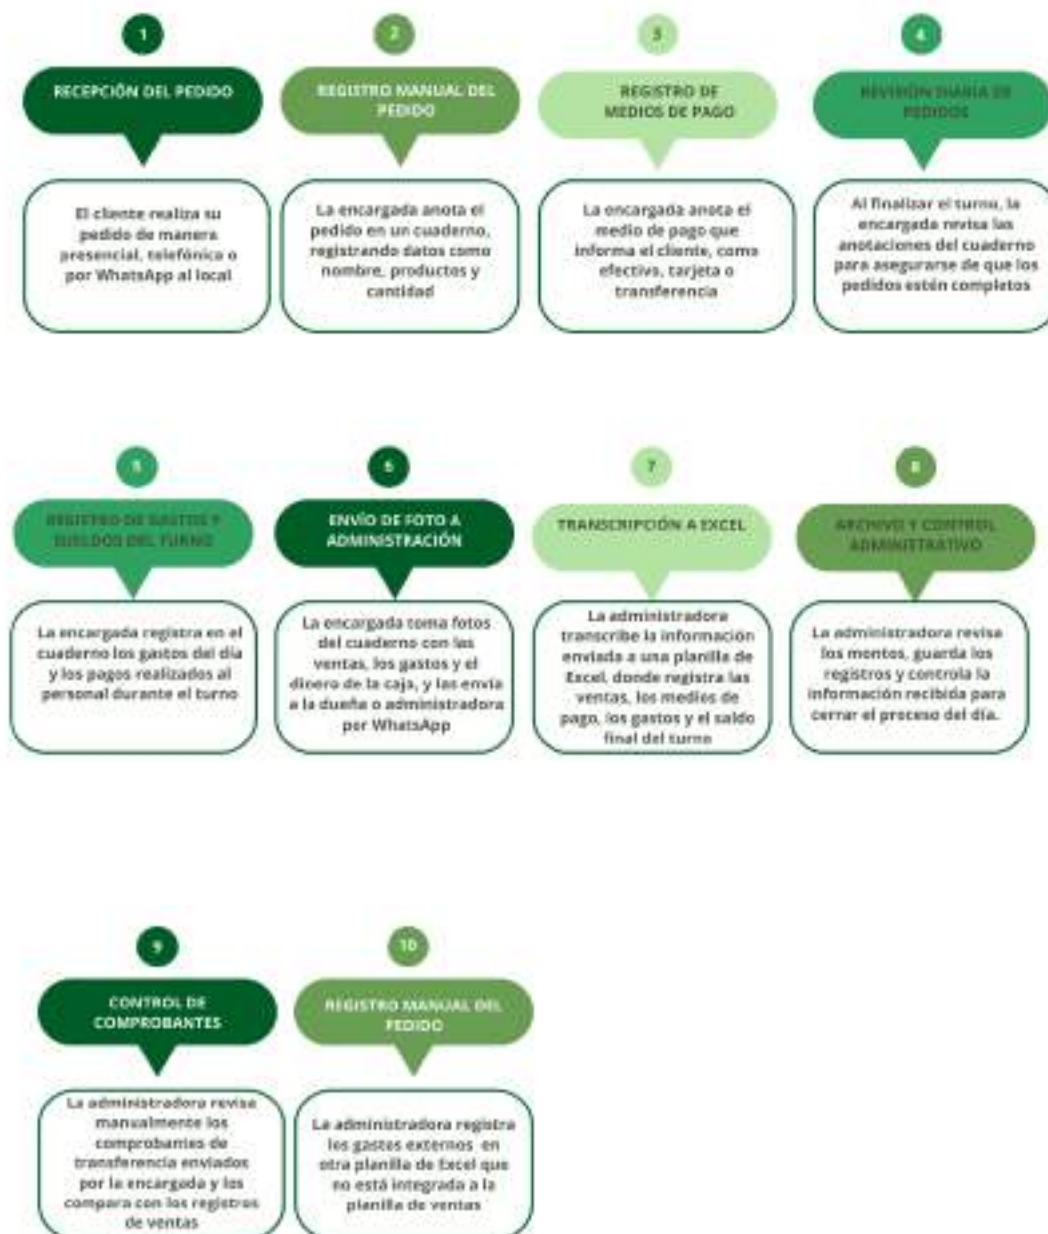 1
RECEPCIÓN DEL PEDIDO
El cliente realiza su
pedido de manera
presencial, telefónica o
por WhatsApp al local
2
REGISTRO MANUAL DEL
PEDIDO
La encargada anota el
pedido en un cuaderno,
registrando datos como
nombre, productos y
cantidad
3
REGISTRO DE
MEDIOS DE PAGO
La encargada anota el
medio de pago que
informa el cliente, como
efectivo, tarjeta o
transferencia
4
REVISIÓN DIARIA DE
PEDIDOS
Al finalizar el turno, la
encargada revisa las
anotaciones del cuaderno
para asegurarse de que los
pedidos estén completos
5
REGISTRO DE GASTOS Y
SUELDOS DEL TURNO
La encargada registra en el
cuaderno los gastos del día
y los pagos realizados al
personal durante el turno
6
ENVÍO DE FOTO A
ADMINISTRACIÓN
La encargada toma fotos
del cuaderno con las
ventas, los gastos y el
dinero de la caja, y las envía
a la dueña o administradora
por WhatsApp
7
TRANSCRIPCIÓN A EXCEL
La administradora
transcribe la información
enviada a una planilla de
Excel, donde registra las
ventas, los medios de
pago, los gastos y el saldo
final del turno
8
ARCHIVO Y CONTROL
ADMINISTRATIVO
La administradora revisa
los montos, guarda los
registros y controla la
información recibida para
cerrar el proceso del día.
9
CONTROL DE
COMPROBANTES
La administradora revisa
manualmente los
comprobantes de
transferencia enviados
por la encargada y los
compara con los registros
de ventas
10
REGISTRO MANUAL DEL
PEDIDO
La administradora registra
los gastos externos en
otra planilla de Excel que
no está integrada a la
planilla de ventas